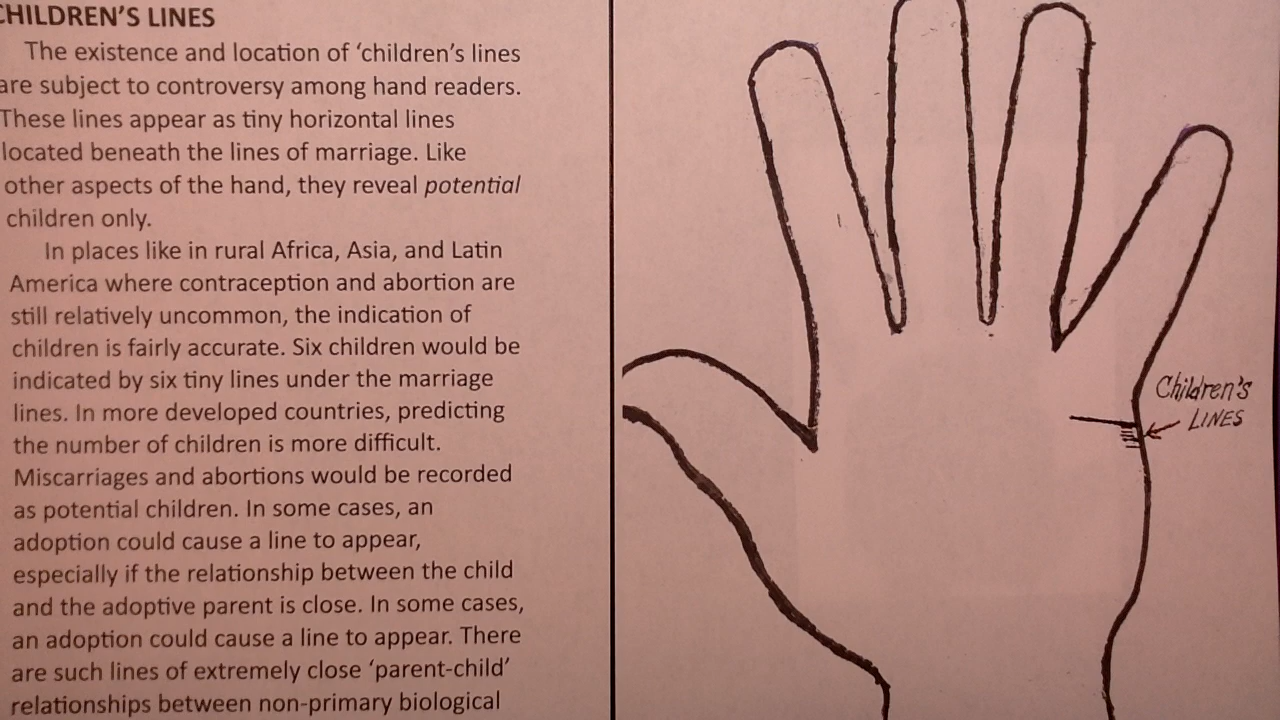 CHILDREN'S LINES
The existence and location of ‘children's lines
are subject to controversy among hand readers.
These lines appear as tiny horizontal lines
located beneath the lines of marriage. Like
other aspects of the hand, they reveal potential
children only.
In places like in rural Africa, Asia, and Latin
America where contraception and abortion are
still relatively uncommon, the indication of
children is fairly accurate. Six children would be
indicated by six tiny lines under the marriage
lines. In more developed countries, predicting
the number of children is more difficult.
Miscarriages and abortions would be recorded
as potential children. In some cases, an
adoption could cause a line to appear,
especially if the relationship between the child
and the adoptive parent is close. In some cases,
an adoption could cause a line to appear. There
are such lines of extremely close ‘parent-child’
relationships between non-primary biological
Children's
LINES